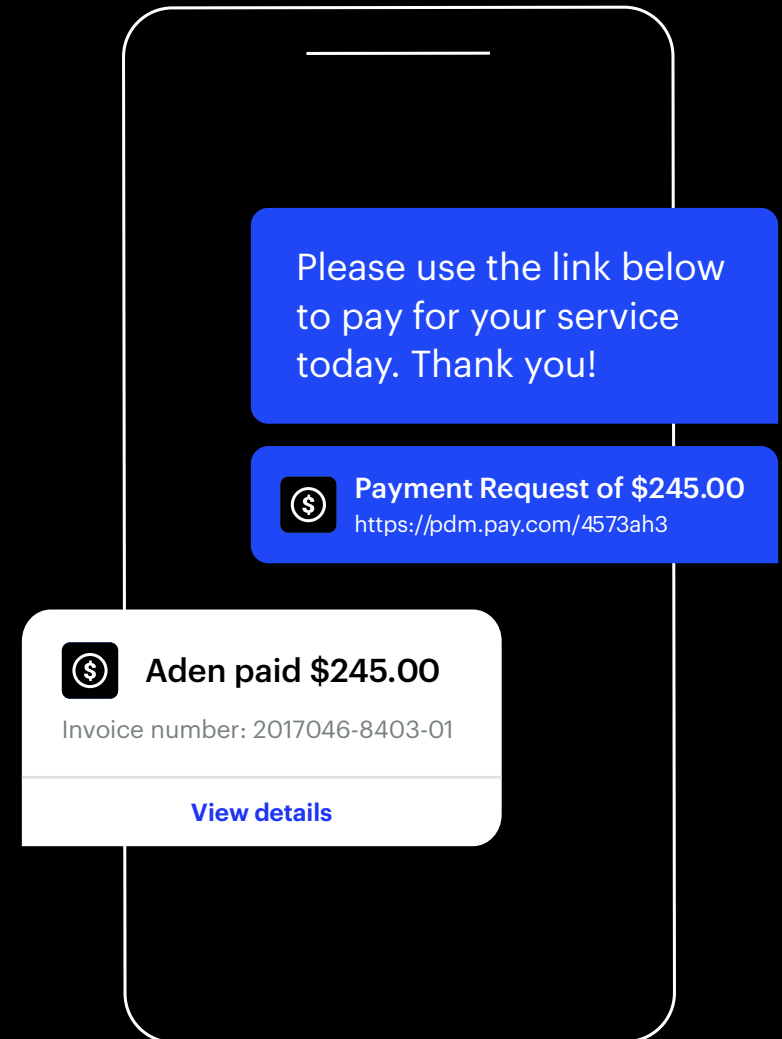 Please use the link below
to pay for your service
today. Thank you!
Payment Request of $245.00
https://pdm.pay.com/4573ah3
Aden paid $245.00
Invoice number: 2017046-8403-01
View details